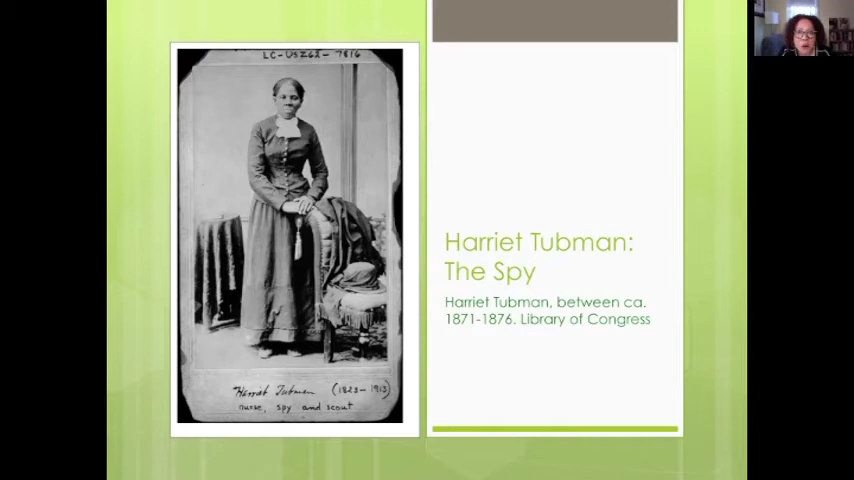 LC-USZ62-7816
Harriet Tubman (1823-1913)
nurse, spy and scout
Harriet Tubman:
The Spy
Harriet Tubman, between ca.
1871-1876. Library of Congress